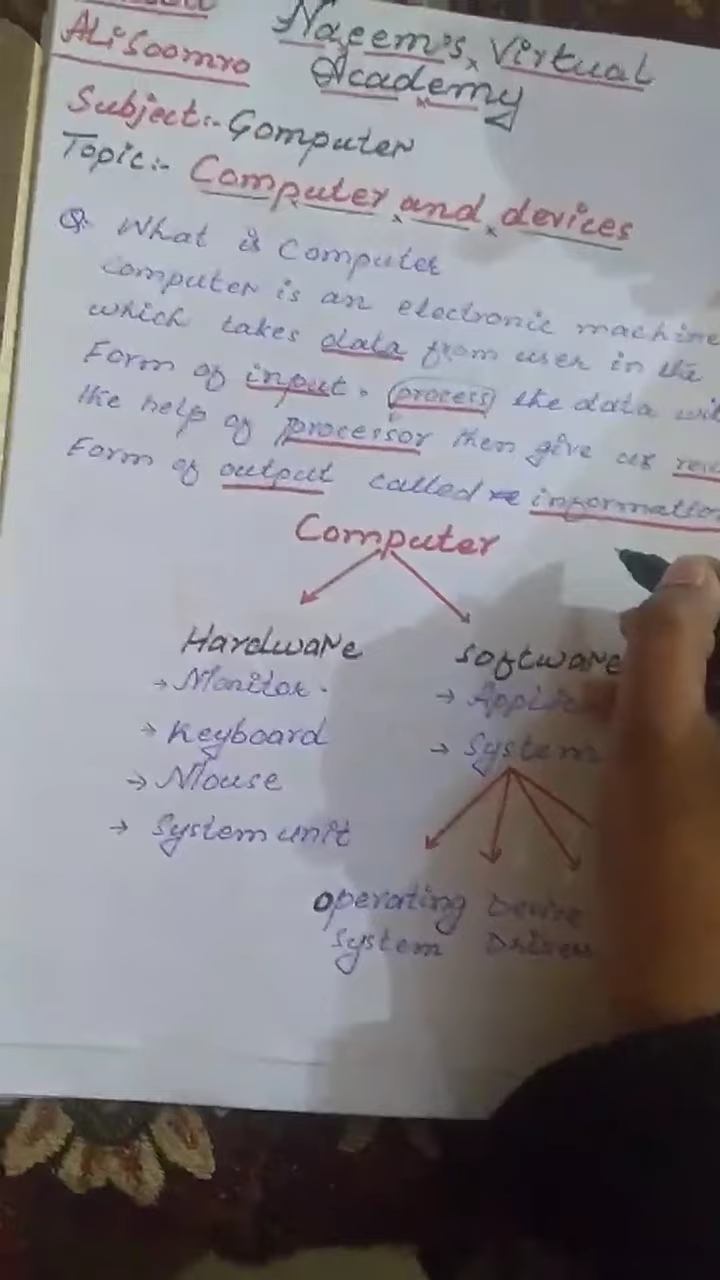 Ali Soomro
Naeem's Virtual
Academy
Subject:- Computer
Topic:- Computer and devices
Q. What is Computer
Computer is an electronic machine
which takes data from user in the
Form of input. process the data
the help of processor then give us
Form of output called
Computer
Hardware
Software
→ Monitor.
→ Keyboard
→ Mouse
→ System unit
→ Applic
→ System
Operating
System
Device
Driver